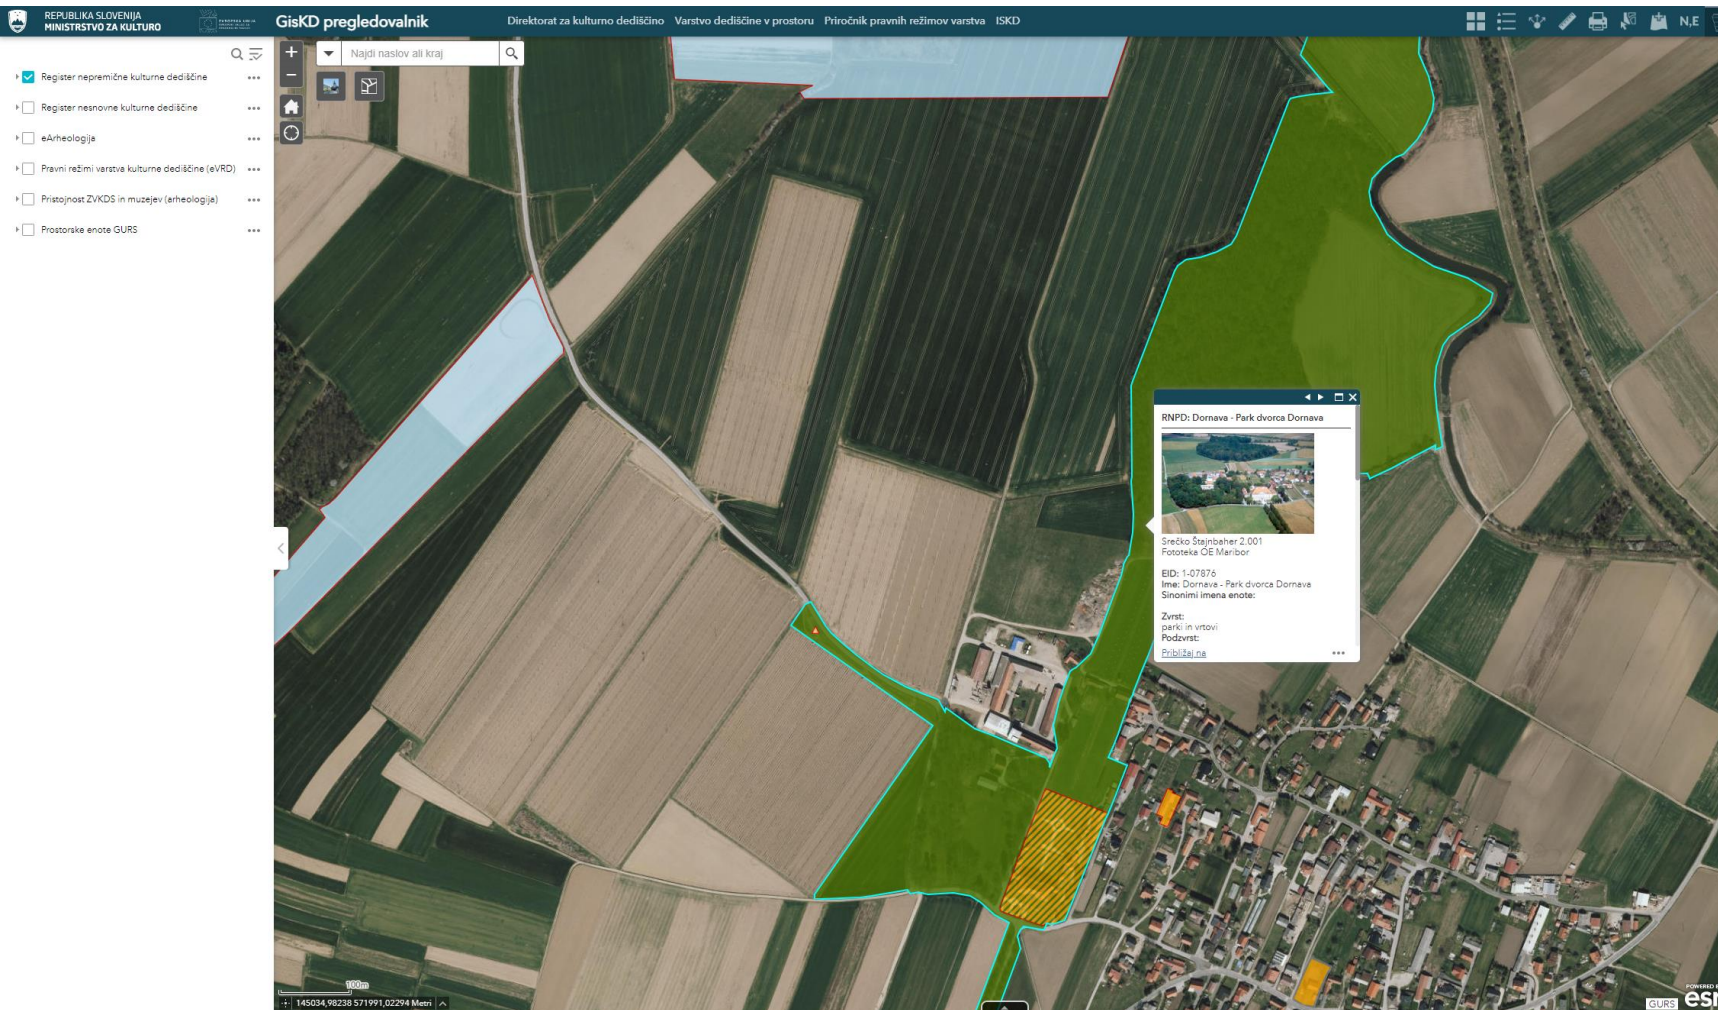 REPUBLIKA SLOVENIJA
MINISTRSTVO ZA KULTURO
GisKD pregledovalnik
Direktorat za kulturno dediščino Varstvo dediščine v prostoru Priročnik pravnih režimov varstva ISKD
N,E
Najdi naslov ali kraj
Register nepremične kulturne dediščine
Register nesnovne kulturne dediščine
eArheologija
Pravni režimi varstva kulturne dediščine (eVRD)
Pristojnost ZVKDS in muzejev (arheologija)
Prostorske enote GURS
RNPD: Dornava - Park dvorca Dornava
Srečko Štajnbaher 2.001
Fototeka OE Maribor
EID: 1-07876
Ime: Dornava - Park dvorca Dornava
Sinonimi imena enote:
Zvrst:
parki in vrtovi
Podzvrst:
Približaj na
100m
145034,98238 571991,02294 Metri
GURS
POWERED
esri